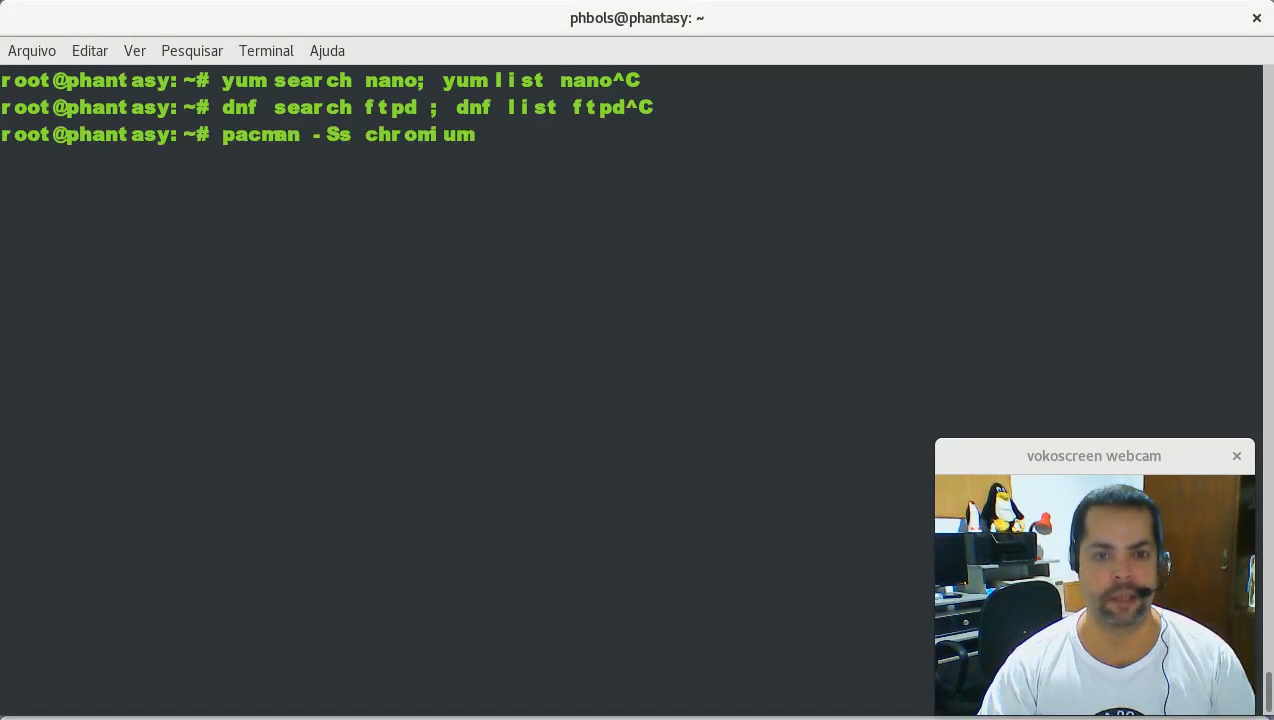 phbols@phantasy: ~
Arquivo Editar Ver Pesquisar Terminal Ajuda
root@phantasy:~# yum search nano; yum list nano^C
root@phantasy:~# dnf search ftpd ; dnf list ftpd^C
root@phantasy:~# pacman -Ss chromium
vokoscreen webcam